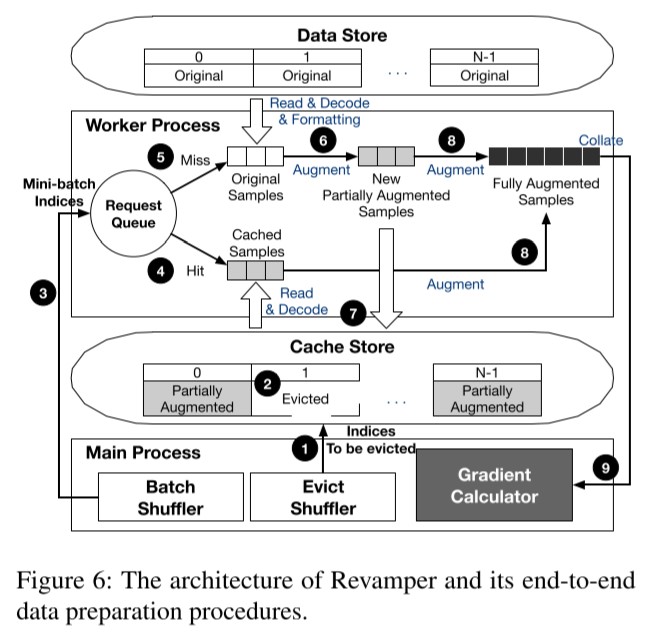 Data Store
0 1 N-1
Original Original ... Original
Read & Decode
& Formatting
Worker Process
Collate
5 Miss
6
8
Augment
Augment
Mini-batch
Indices
Request
Queue
Original
Samples
New
Partially Augmented
Samples
Fully Augmented
Samples
Cached
Samples
4 Hit
8
3
Read
& Decode
Augment
7
Cache Store
0 2 1 N-1
Partially
Augmented
Evicted
...
Partially
Augmented
1
Indices
To be evicted
Main Process
9
Batch
Shuffler
Evict
Shuffler
Gradient
Calculator
Figure 6: The architecture of Revamper and its end-to-end
data preparation procedures.